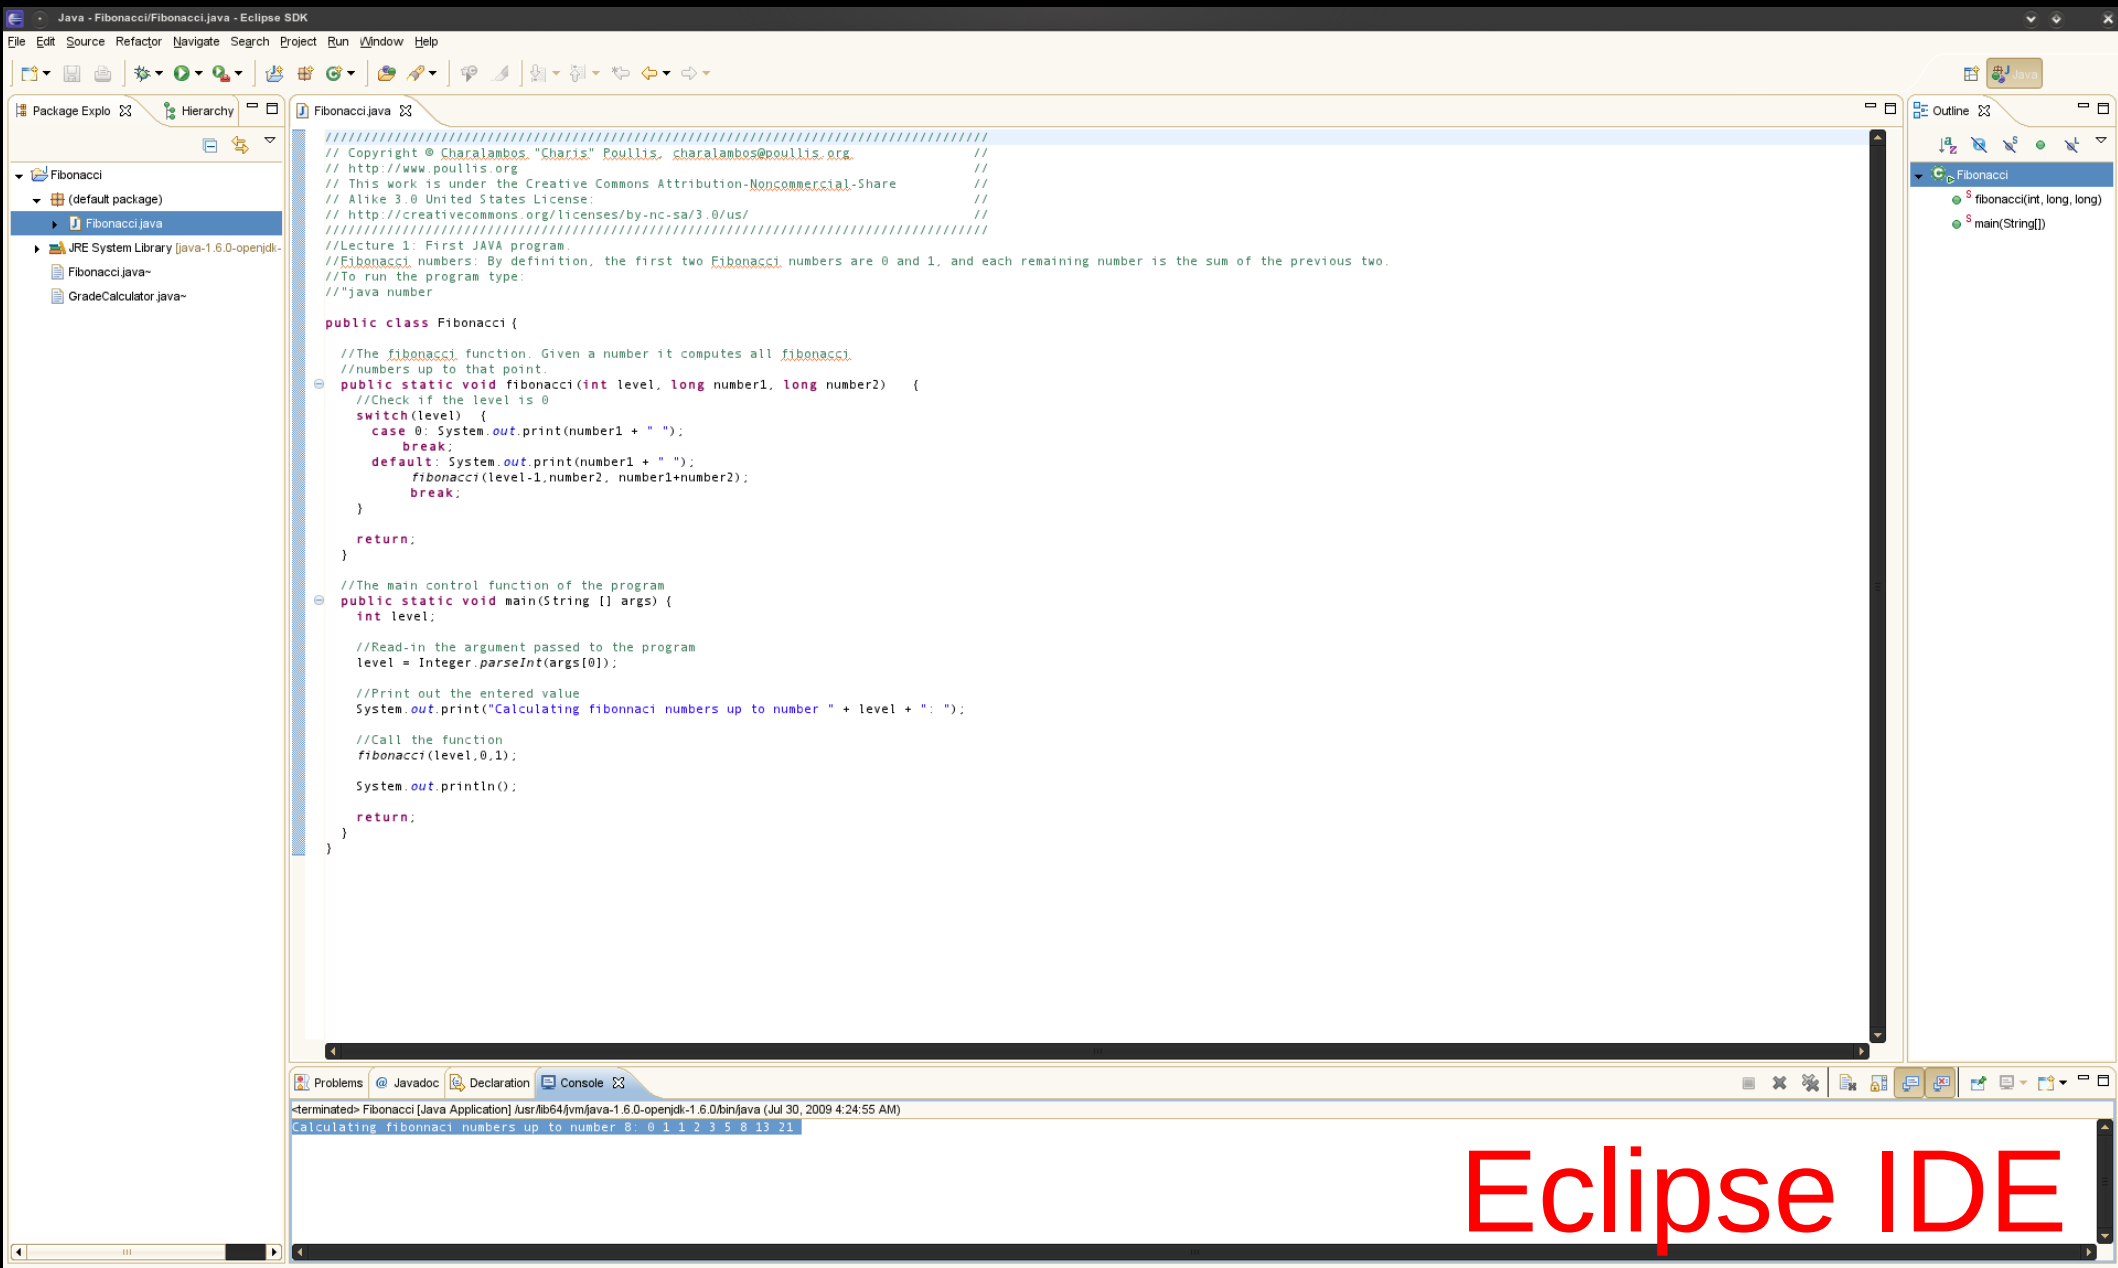 Java - Fibonacci/Fibonacci.java - Eclipse SDK
File Edit Source Refactor Navigate Search Project Run Window Help
Java
Package Explo
Hierarchy
Fibonacci
(default package)
Fibonacci.java
JRE System Library [java-1.6.0-openjdk-
Fibonacci.java~
GradeCalculator.java~
Fibonacci.java
//////////////////////////////////////////////////////////////////////////////////////
// Copyright © Charalambos "Charis" Poullis, charalambos@poullis.org //
// http://www.poullis.org //
// This work is under the Creative Commons Attribution-Noncommercial-Share //
// Alike 3.0 United States License: //
// http://creativecommons.org/licenses/by-nc-sa/3.0/us/ //
//////////////////////////////////////////////////////////////////////////////////////
//Lecture 1: First JAVA program.
//Fibonacci numbers: By definition, the first two Fibonacci numbers are 0 and 1, and each remaining number is the sum of the previous two.
//To run the program type:
//"java number
public class Fibonacci{
//The fibonacci function. Given a number it computes all fibonacci
//numbers up to that point.
public static void fibonacci(int level, long number1, long number2) {
//Check if the level is 0
switch(level) {
case 0: System.out.print(number1 + " ");
break;
default: System.out.print(number1 + " ");
fibonacci(level-1,number2, number1+number2);
break;
}
return;
}
//The main control function of the program
public static void main(String [] args) {
int level;
//Read-in the argument passed to the program
level = Integer.parseInt(args[0]);
//Print out the entered value
System.out.print("Calculating fibonnaci numbers up to number " + level + ": ");
//Call the function
fibonacci(level,0,1);
System.out.println();
return;
}
}
Outline
Fibonacci
S fibonacci(int, long, long)
S main(String[])
Problems @ Javadoc Declaration Console
<terminated> Fibonacci [Java Application] /usr/lib64/jvm/java-1.6.0-openjdk-1.6.0/bin/java (Jul 30, 2009 4:24:55 AM)
Calculating fibonnaci numbers up to number 8: 0 1 1 2 3 5 8 13 21
Eclipse IDE